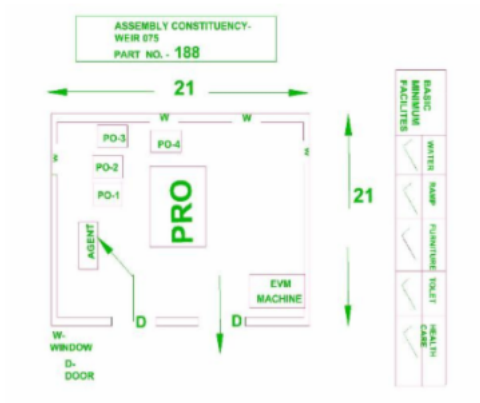 ASSEMBLY CONSTITUENCY-
WEIR 075
PART NO. - 188
21
W
W
PO-3
PO-4
W
W
PO-2
PO-1
PRO
21
AGENT
EVM
MACHINE
D
D
W-
WINDOW
D-
DOOR
BASIC
MINIMUM
FACILITES
WATER
RAMP
FURNITURE
TOLET
HEALTH
CARE